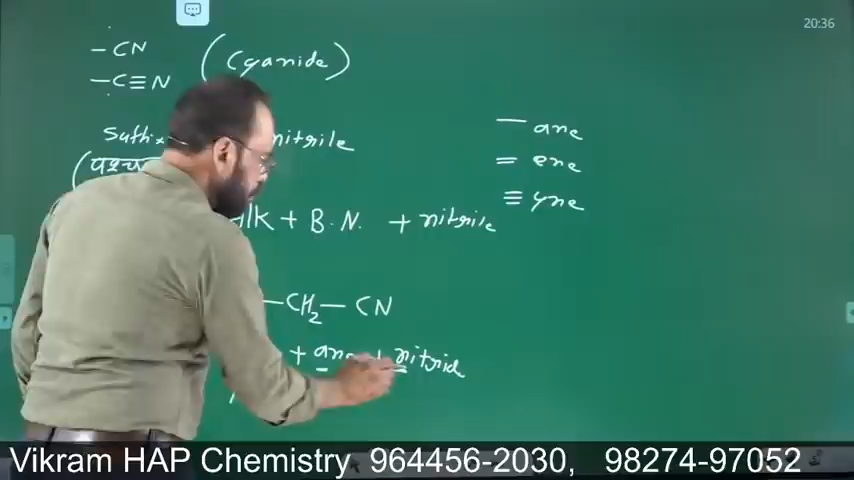 20:36
— CN (Cyanide)
— C≡N
Suffix nitrile
— ane
= ene
≡ yne
alk + B.N. + nitrile
— CH2 — CN
+ ane + nitrile
Vikram HAP Chemistry 964456-2030, 98274-97052